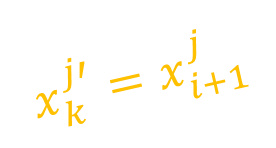 x_k^{j'} = x_{i+1}^j